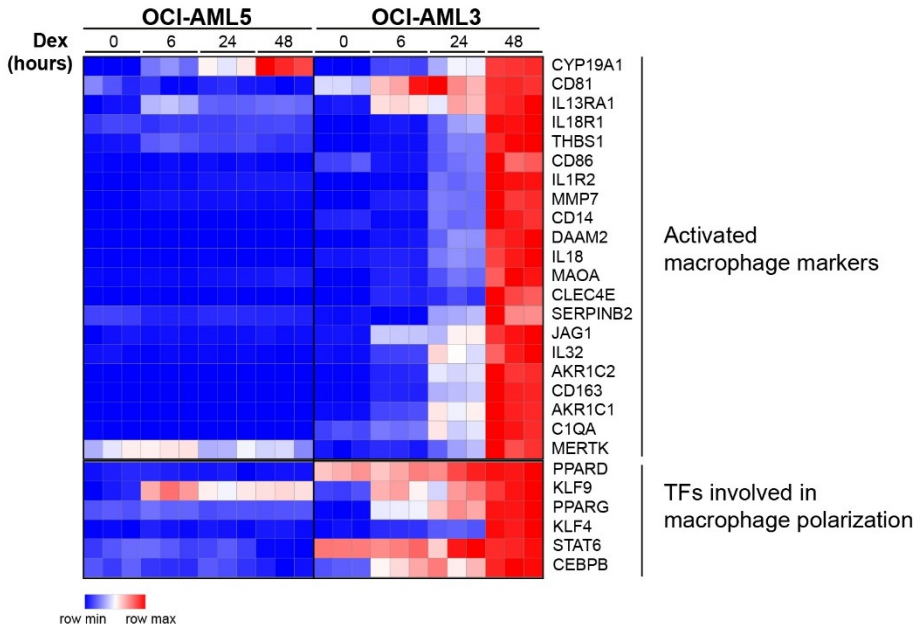 OCI-AML5 OCI-AML3
Dex (hours) 0 6 24 48 0 6 24 48
CYP19A1
CD81
IL13RA1
IL18R1
THBS1
CD86
IL1R2
MMP7
CD14
DAAM2
IL18
MAOA
CLEC4E
SERPINB2
JAG1
IL32
AKR1C2
CD163
AKR1C1
C1QA
MERTK
Activated
macrophage markers
PPARD
KLF9
PPARG
KLF4
STAT6
CEBPB
TFs involved in
macrophage polarization
row min row max